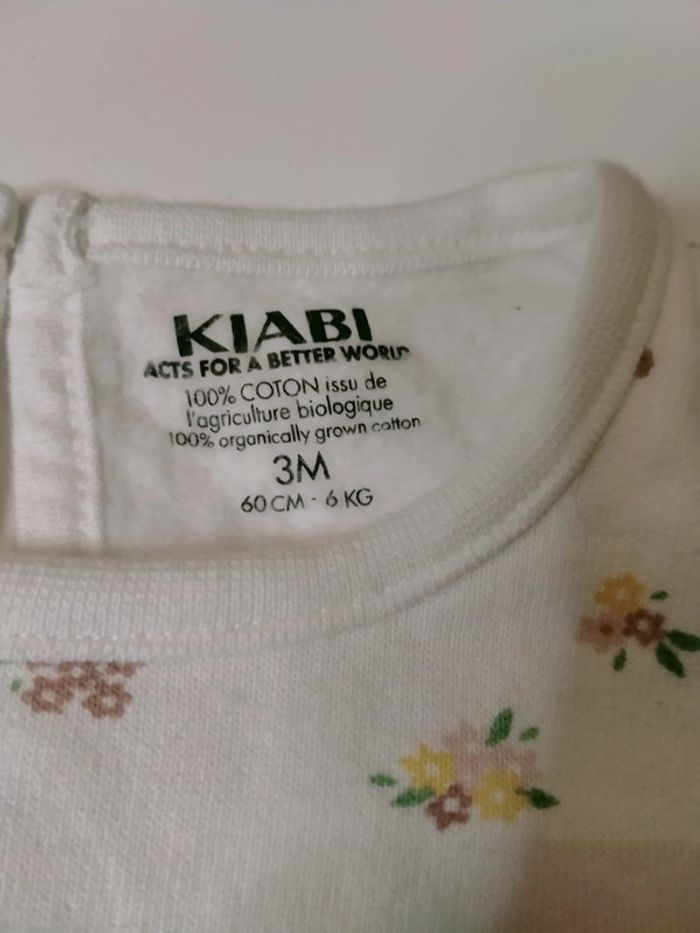 KIABI
ACTS FOR A BETTER WORLD
100% COTON issu de
l'agriculture biologique
100% organically grown cotton
3M
60 CM - 6 KG